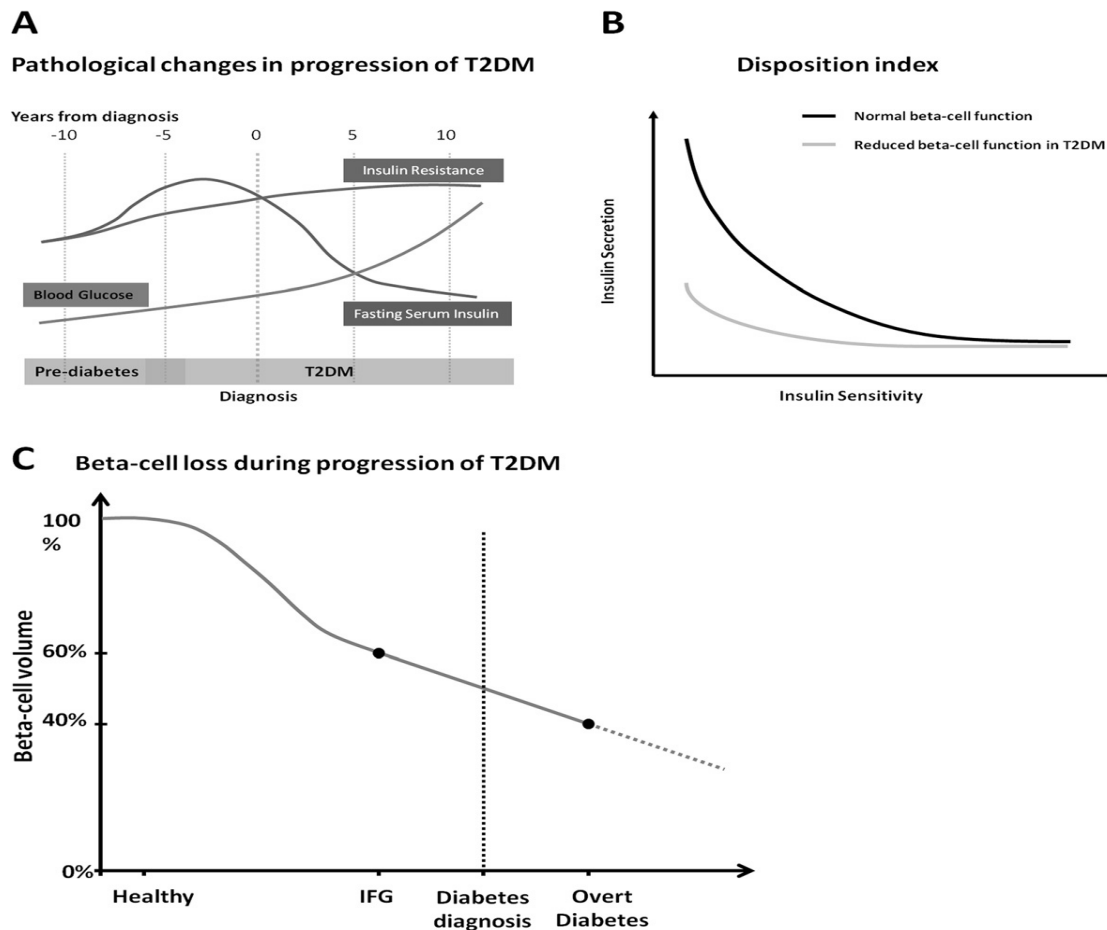 A
Pathological changes in progression of T2DM
Years from diagnosis
-10 -5 0 5 10
Insulin Resistance
Blood Glucose
Fasting Serum Insulin
Pre-diabetes T2DM
Diagnosis
B
Disposition index
Normal beta-cell function
Reduced beta-cell function in T2DM
Insulin Secretion
Insulin Sensitivity
C Beta-cell loss during progression of T2DM
100
%
60%
40%
0%
Beta-cell volume
Healthy IFG Diabetes Overt
diagnosis Diabetes